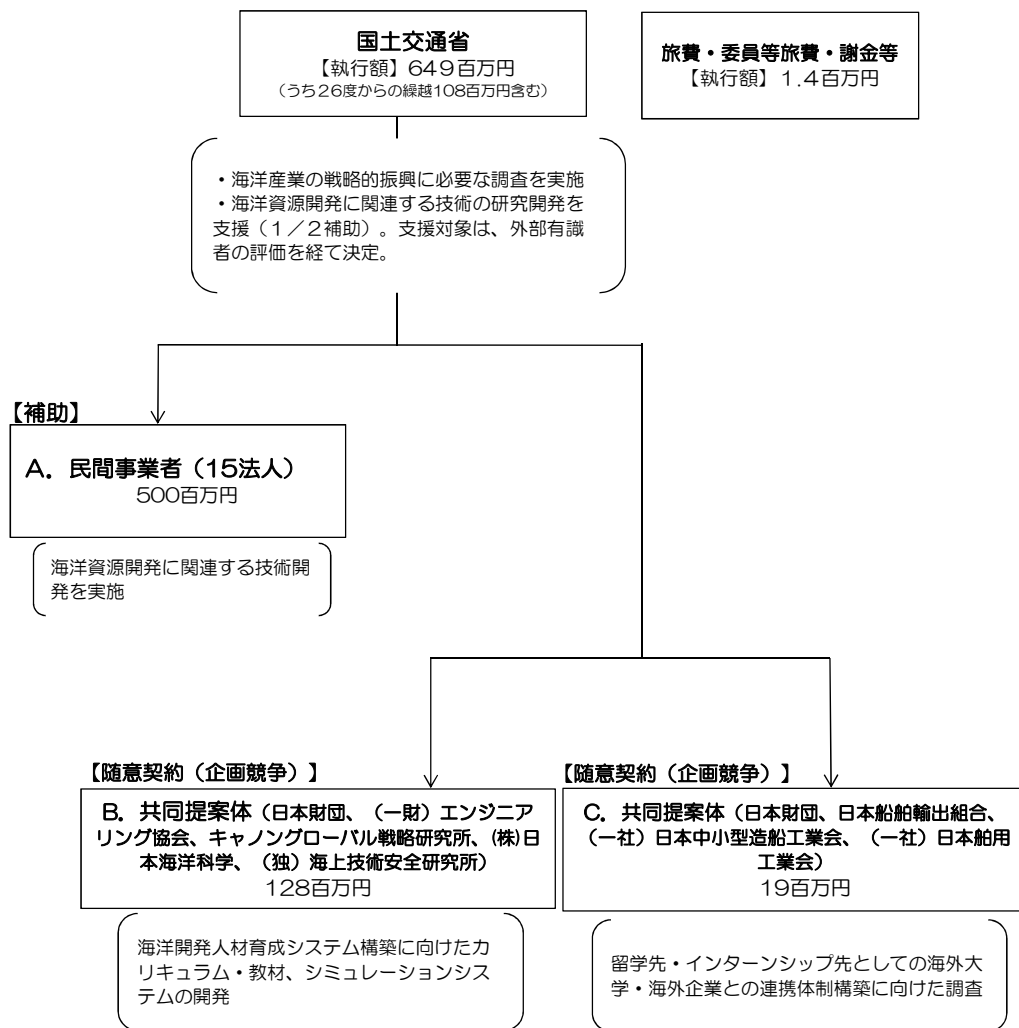 国土交通省
【執行額】649百万円
（うち２６度からの繰越108百万円含む）
旅費・委員等旅費・謝金等
【執行額】１．４百万円
・海洋産業の戦略的振興に必要な調査を実施
・海洋資源開発に関連する技術の研究開発を
支援（１／２補助）。支援対象は、外部有識
者の評価を経て決定。
【補助】
A．民間事業者（15法人）
500百万円
海洋資源開発に関連する技術開
発を実施
【随意契約（企画競争）】
B．共同提案体（日本財団、（一財）エンジニア
リング協会、キャノングローバル戦略研究所、(株)日
本海洋科学、（独）海上技術安全研究所）
128百万円
海洋開発人材育成システム構築に向けたカ
リキュラム・教材、シミュレーションシス
テムの開発
【随意契約（企画競争）】
C．共同提案体（日本財団、日本船舶輸出組合、
（一社）日本中小型造船工業会、（一社）日本舶用
工業会）
19百万円
留学先・インターンシップ先としての海外大
学・海外企業との連携体制構築に向けた調査